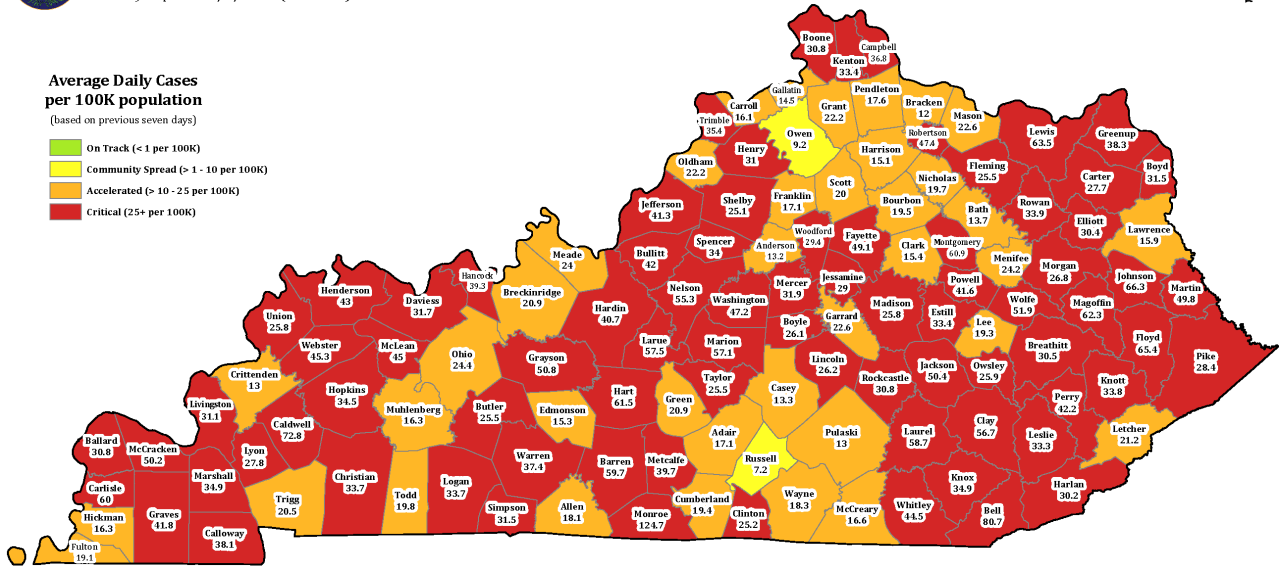 Average Daily Cases
per 100K population
(based on previous seven days)
On Track (< 1 per 100K)
Community Spread (> 1 - 10 per 100K)
Accelerated (> 10 - 25 per 100K)
Critical (25+ per 100K)
Boone
30.8
Kenton
33.4
Campbell
36.8
Gallatin
14.5
Carroll
16.1
Trimble
35.4
Grant
22.2
Pendleton
17.6
Bracken
12
Mason
22.6
Robertson
47.4
Lewis
63.5
Greenup
38.3
Boyd
31.5
Owen
9.2
Henry
31
Oldham
22.2
Harrison
15.1
Fleming
25.5
Carter
27.7
Nicholas
19.7
Scott
20
Franklin
17.1
Shelby
25.1
Jefferson
41.3
Bourbon
19.5
Bath
13.7
Rowan
33.9
Elliott
30.4
Lawrence
15.9
Woodford
29.4
Fayette
49.1
Clark
15.4
Montgomery
60.9
Menifee
24.2
Anderson
13.2
Spencer
34
Bullitt
42
Meade
24
Morgan
26.8
Johnson
66.3
Martin
49.8
Hancock
39.3
Breckinridge
20.9
Henderson
43
Daviess
31.7
Union
25.8
Hardin
40.7
Nelson
55.3
Washington
47.2
Mercer
31.9
Jessamine
29
Madison
25.8
Powell
41.6
Estill
33.4
Wolfe
51.9
Magoffin
62.3
Lee
19.3
Garrard
22.6
Boyle
26.1
Floyd
65.4
Pike
28.4
Breathitt
30.5
Webster
45.3
McLean
45
Ohio
24.4
Grayson
50.8
Larue
57.5
Marion
57.1
Lincoln
26.2
Rockcastle
30.8
Jackson
50.4
Owsley
25.9
Knott
33.8
Crittenden
13
Hopkins
34.5
Livingston
31.1
Muhlenberg
16.3
Butler
25.5
Edmonson
15.3
Hart
61.5
Green
20.9
Taylor
25.5
Casey
13.3
Perry
42.2
Caldwell
72.8
Adair
17.1
Pulaski
13
Laurel
58.7
Clay
56.7
Leslie
33.3
Letcher
21.2
Ballard
30.8
McCracken
50.2
Lyon
27.8
Marshall
34.9
Christian
33.7
Todd
19.8
Logan
33.7
Warren
37.4
Barren
59.7
Metcalfe
39.7
Russell
7.2
Knox
34.9
Harlan
30.2
Carlisle
60
Trigg
20.5
Simpson
31.5
Allen
18.1
Monroe
124.7
Cumberland
19.4
Clinton
25.2
Wayne
18.3
McCreary
16.6
Whitley
44.5
Bell
80.7
Hickman
16.3
Graves
41.8
Calloway
38.1
Fulton
19.1